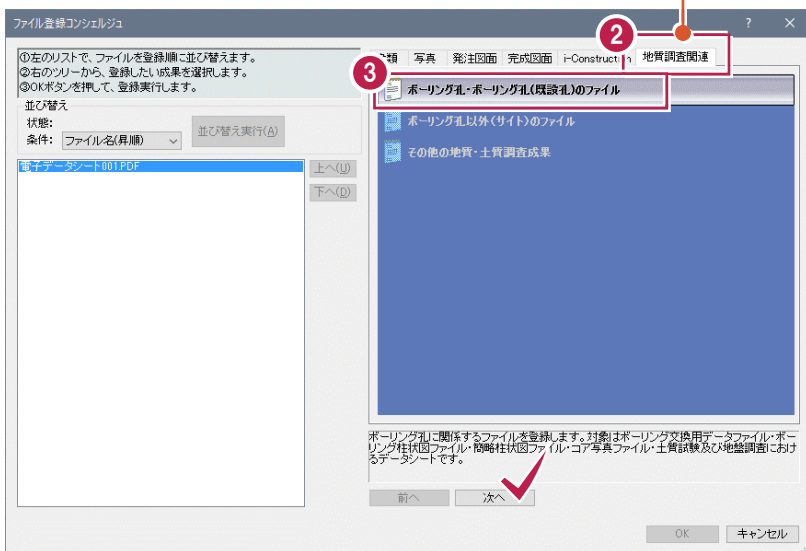 ファイル登録コンシェルジュ
?
2
①左のリストで、ファイルを登録順に並び替えます。
②右のツリーから、登録したい成果を選択します。
③OKボタンを押して、登録実行します。
並び替え
状態:
条件: ファイル名(昇順)
並び替え実行(A)
電子データシート001.PDF
上へ(U)
下へ(D)
3
類 写真 発注図面 完成図面 i-Construction 地質調査関連
ボーリング孔・ボーリング孔(既設孔)のファイル
ボーリング孔以外(サイト)のファイル
その他の地質・土質調査成果
ボーリング孔に関係するファイルを登録します。対象はボーリング交換用データファイル・ボー
リング柱状図ファイル・簡略柱状図ファイル・コア写真ファイル・土質試験及び地盤調査におけ
るデータシートです。
前へ 次へ
OK キャンセル